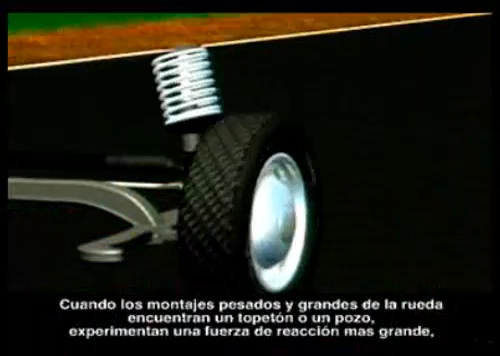 Cuando los montajes pesados y grandes de la rueda
encuentran un topetón o un pozo,
experimentan una fuerza de reacción mas grande,